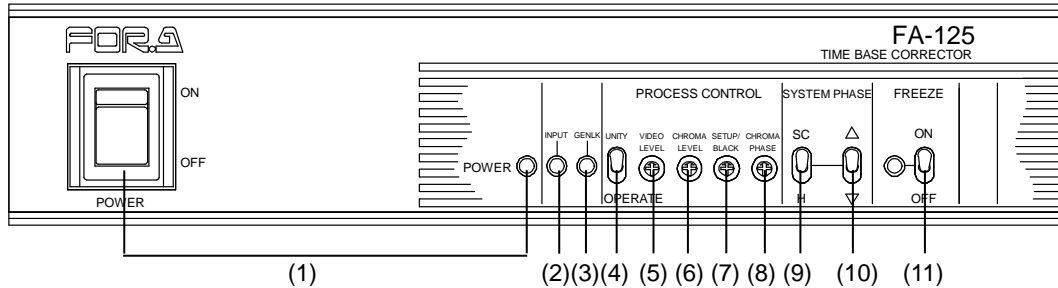 FOR.A
FA-125
TIME BASE CORRECTOR
ON
OFF
POWER
POWER
INPUT GENLK
PROCESS CONTROL
UNITY
VIDEO LEVEL
CHROMA LEVEL
SETUP/ BLACK
CHROMA PHASE
OPERATE
SYSTEM PHASE
SC
H
△
▽
FREEZE
ON
OFF
(1) (2) (3) (4) (5) (6) (7) (8) (9) (10) (11)